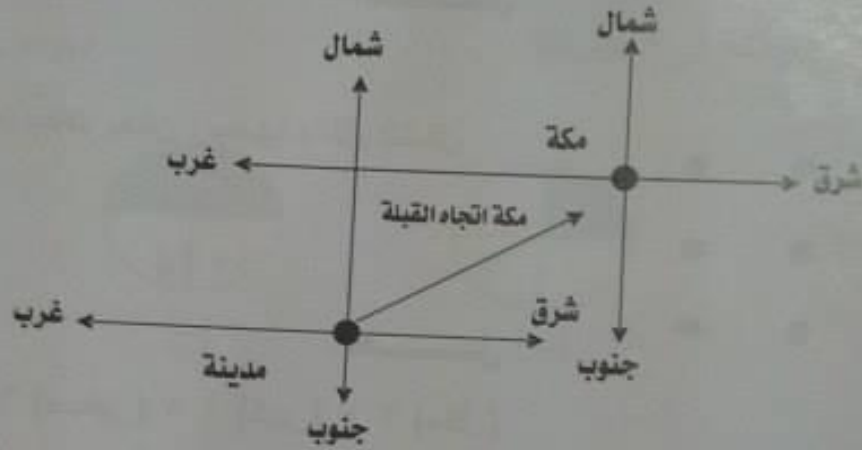 شمال
شمال
مكة
شرق
غرب
مكة اتجاه القبلة
شرق
غرب
جنوب
مدينة
جنوب